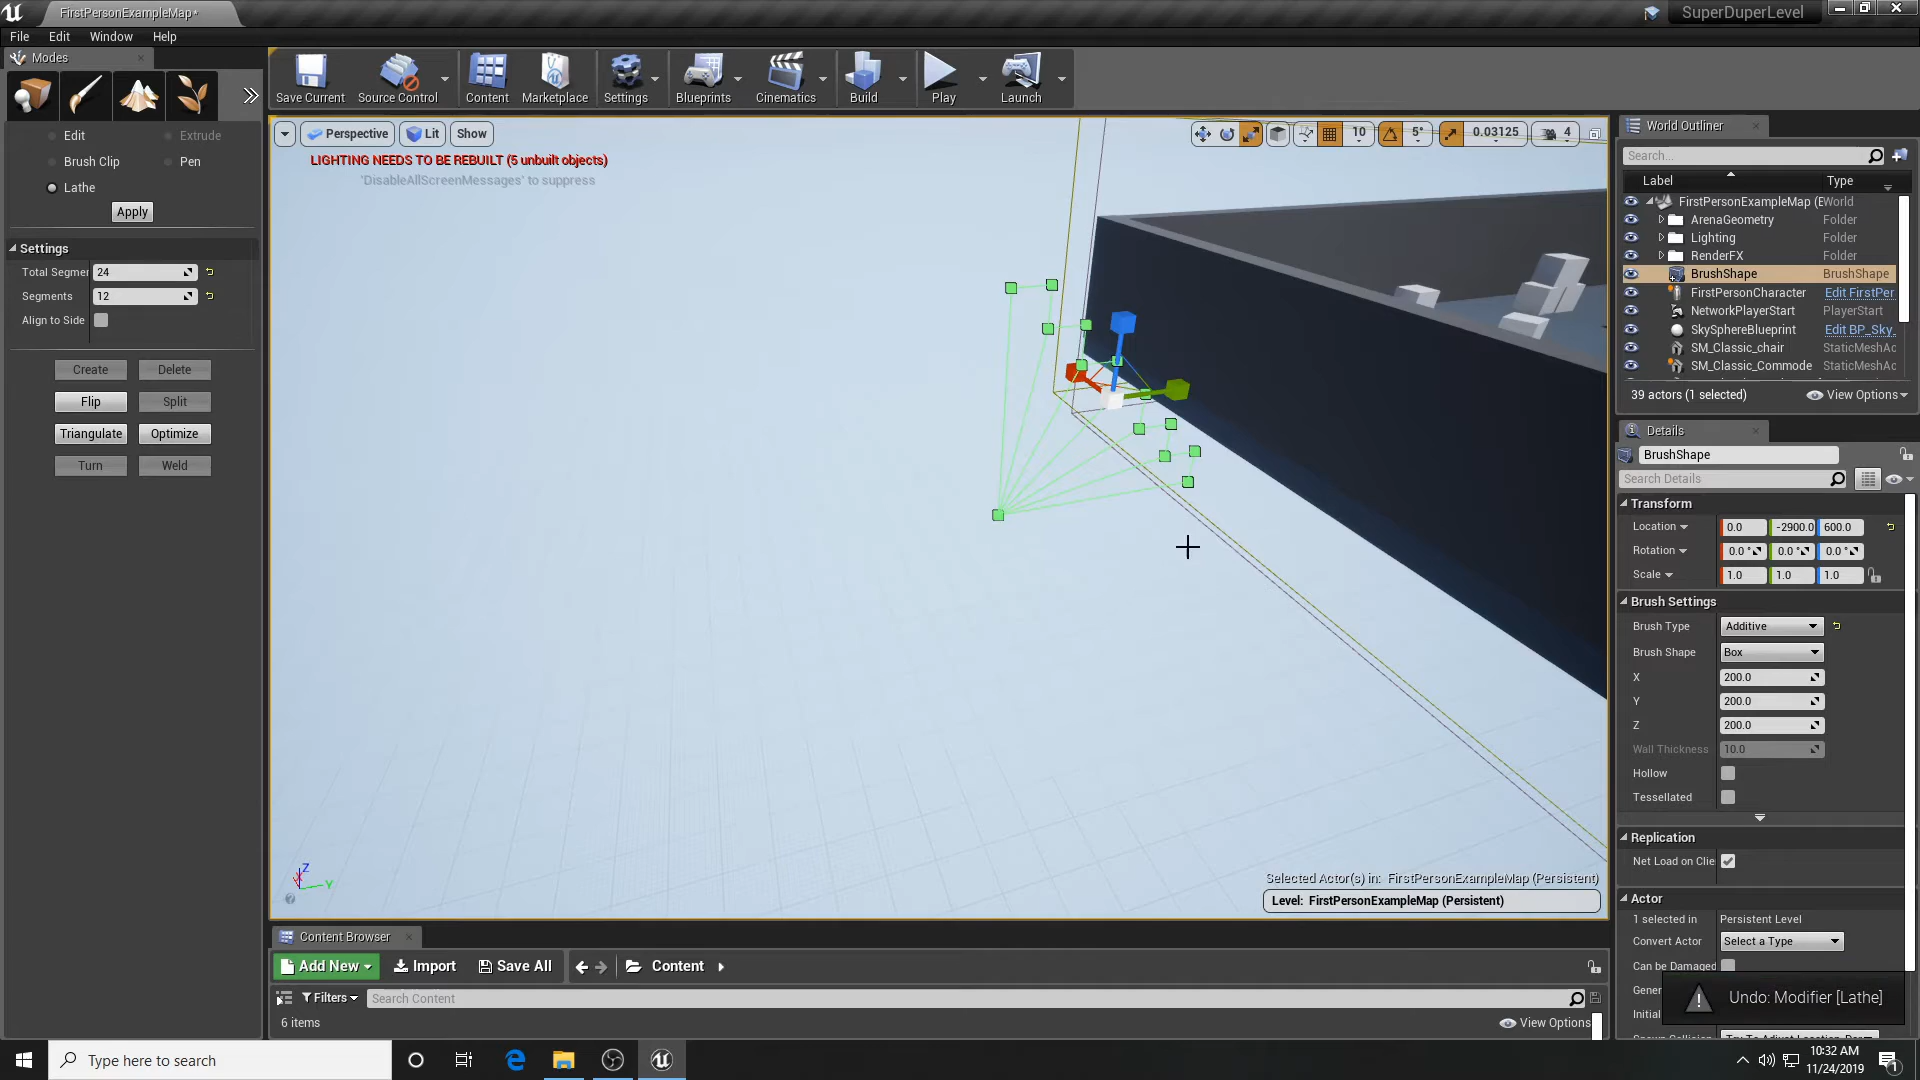 FirstPersonExampleMap*
SuperDuperLevel
File Edit Window Help
Modes
Save Current Source Control Content Marketplace Settings Blueprints Cinematics Build Play Launch
Edit Extrude
Brush Clip Pen
Lathe
Apply
Settings
Total Segmer 24
Segments 12
Align to Side
Create Delete
Flip Split
Triangulate Optimize
Turn Weld
Perspective Lit Show
10 5° 0.03125 4
LIGHTING NEEDS TO BE REBUILT (5 unbuilt objects)
'DisableAllScreenMessages' to suppress
Z
X
Y
Selected Actor(s) in: FirstPersonExampleMap (Persistent)
Level: FirstPersonExampleMap (Persistent)
World Outliner
Search...
Label Type
FirstPersonExampleMap (E World
ArenaGeometry Folder
Lighting Folder
RenderFX Folder
BrushShape BrushShape
FirstPersonCharacter Edit FirstPer
NetworkPlayerStart PlayerStart
SkySphereBlueprint Edit BP_Sky_
SM_Classic_chair StaticMeshAc
SM_Classic_Commode StaticMeshAc
39 actors (1 selected) View Options
Details
BrushShape
Search Details
Transform
Location 0.0 -2900.0 600.0
Rotation 0.0 ° 0.0 ° 0.0 °
Scale 1.0 1.0 1.0
Brush Settings
Brush Type Additive
Brush Shape Box
X 200.0
Y 200.0
Z 200.0
Wall Thickness 10.0
Hollow
Tessellated
Replication
Net Load on Clie
Actor
1 selected in Persistent Level
Convert Actor Select a Type
Can be Damaged
Gener
Initial
Undo: Modifier [Lathe]
Content Browser
Add New Import Save All Content
Filters Search Content
6 items View Options
Type here to search
10:32 AM
11/24/2019
1